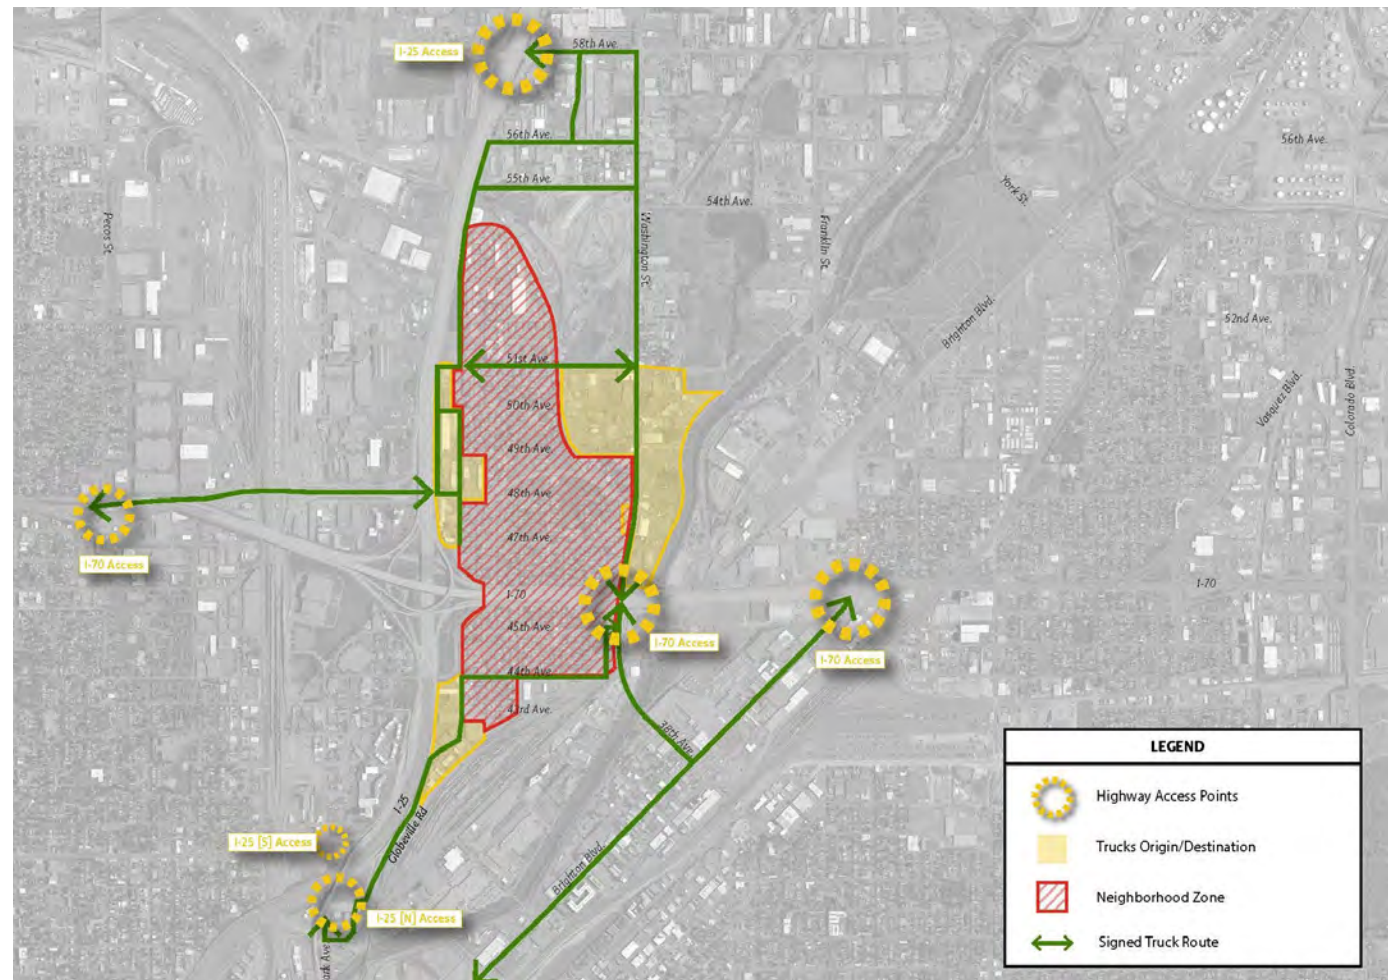 58th Ave.
I-25 Access
56th Ave.
56th Ave.
55th Ave.
York St.
54th Ave.
Pecos St.
Washington St.
Franklin St.
52nd Ave.
Brighton Blvd.
51st Ave.
Vasquez Blvd.
Colorado Blvd.
50th Ave.
49th Ave.
48th Ave.
47th Ave.
I-70 Access
I-70
I-70
45th Ave.
I-70 Access
I-70 Access
44th Ave.
43rd Ave.
38th Ave.
LEGEND
Highway Access Points
Trucks Origin/Destination
Neighborhood Zone
Signed Truck Route
I-25
Globeville Rd
I-25 [S] Access
Brighton Blvd.
I-25 [N] Access
ark Ave